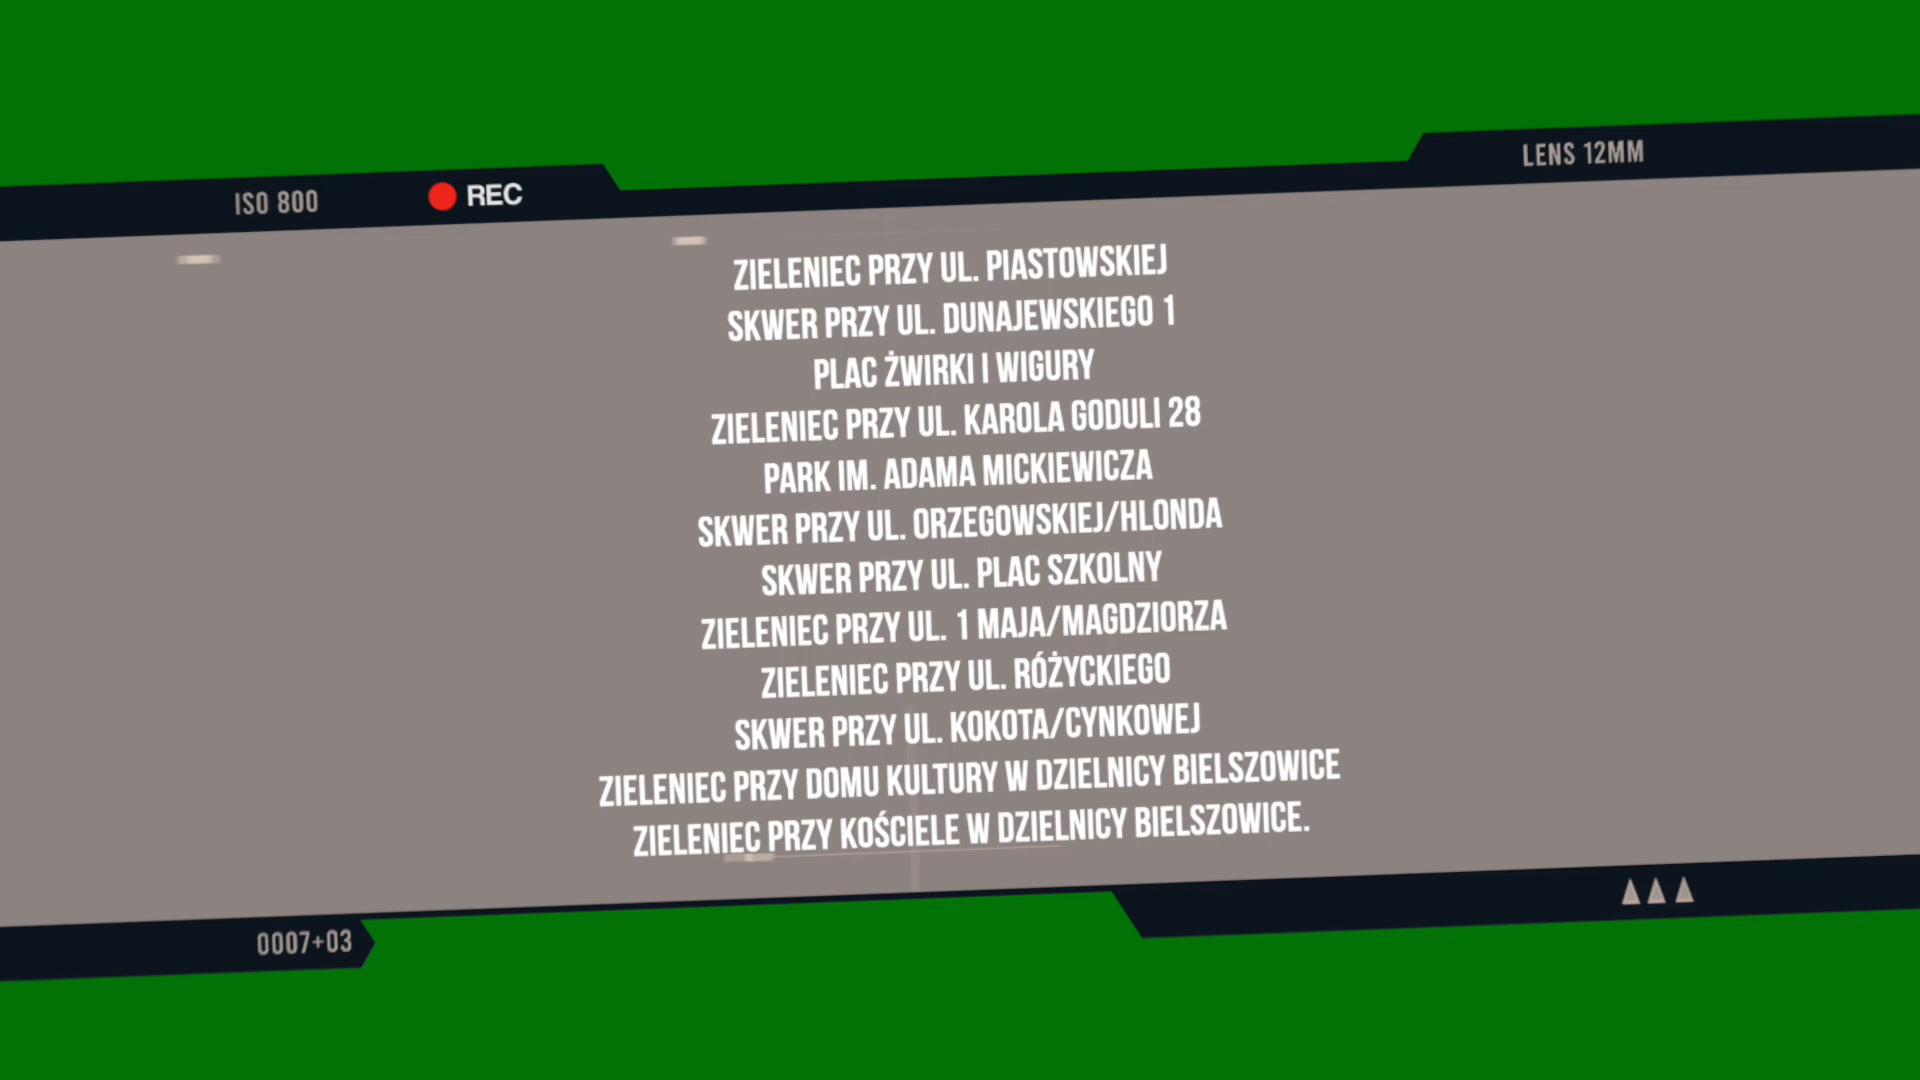 LENS 12MM
ISO 800
REC
ZIELENIEC PRZY UL. PIASTOWSKIEJ
SKWER PRZY UL. DUNAJEWSKIEGO 1
PLAC ŻWIRKI I WIGURY
ZIELENIEC PRZY UL. KAROLA GODULI 28
PARK IM. ADAMA MICKIEWICZA
SKWER PRZY UL. ORZEGOWSKIEJ/HLONDA
SKWER PRZY UL. PLAC SZKOLNY
ZIELENIEC PRZY UL. 1 MAJA/MAGDZIORZA
ZIELENIEC PRZY UL. RÓŻYCKIEGO
SKWER PRZY UL. KOKOTA/CYNKOWEJ
ZIELENIEC PRZY DOMU KULTURY W DZIELNICY BIELSZOWICE
ZIELENIEC PRZY KOŚCIELE W DZIELNICY BIELSZOWICE.
0007+03